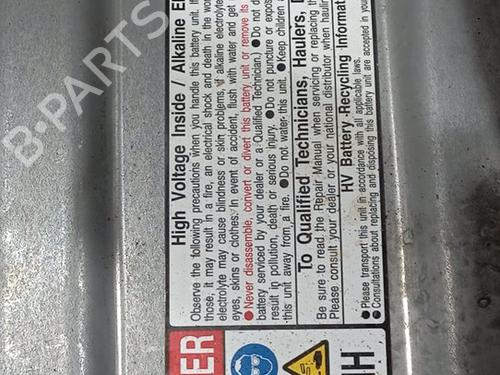 High Voltage Inside / Alkaline El
Observe the following precautions when you handle this battery unit. If
those, it may result in a fire, an electrical shock and death in the wor
electrolyte may cause blindness or skin problems, if alkaline electrolyte
eyes, skins or clothes. In event of accident, flush with water and get
●Never disassemble, convert or divert this battery unit or remove its
battery serviced by your dealer or a Qualified Technician.) ●Do not d
result in pollution, death or serious injury. ●Do not puncture or expos
this unit away from a fire. ●Do not water this unit. ●Keep children
To Qualified Technicians, Haulers, D
Be sure to read the Repair Manual when servicing or replacing th
Please consult your dealer or your national distributor when haulin
HV Battery Recycling Informat
●Please transport this unit in accordance with all applicable laws.
●Consultations about replacing and disposing this battery unit are accepted in your
ER
HH
B-PARTS